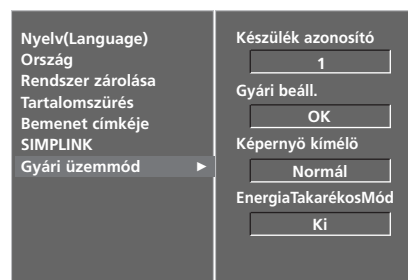 Nyelv(Language)
Ország
Rendszer zárolása
Tartalomszürés
Bemenet címkéje
SIMPLINK
Gyári üzemmód ►
Készülék azonosító
1
Gyári beáll.
OK
Képernyö kímélö
Normál
EnergiaTakarékosMód
Ki